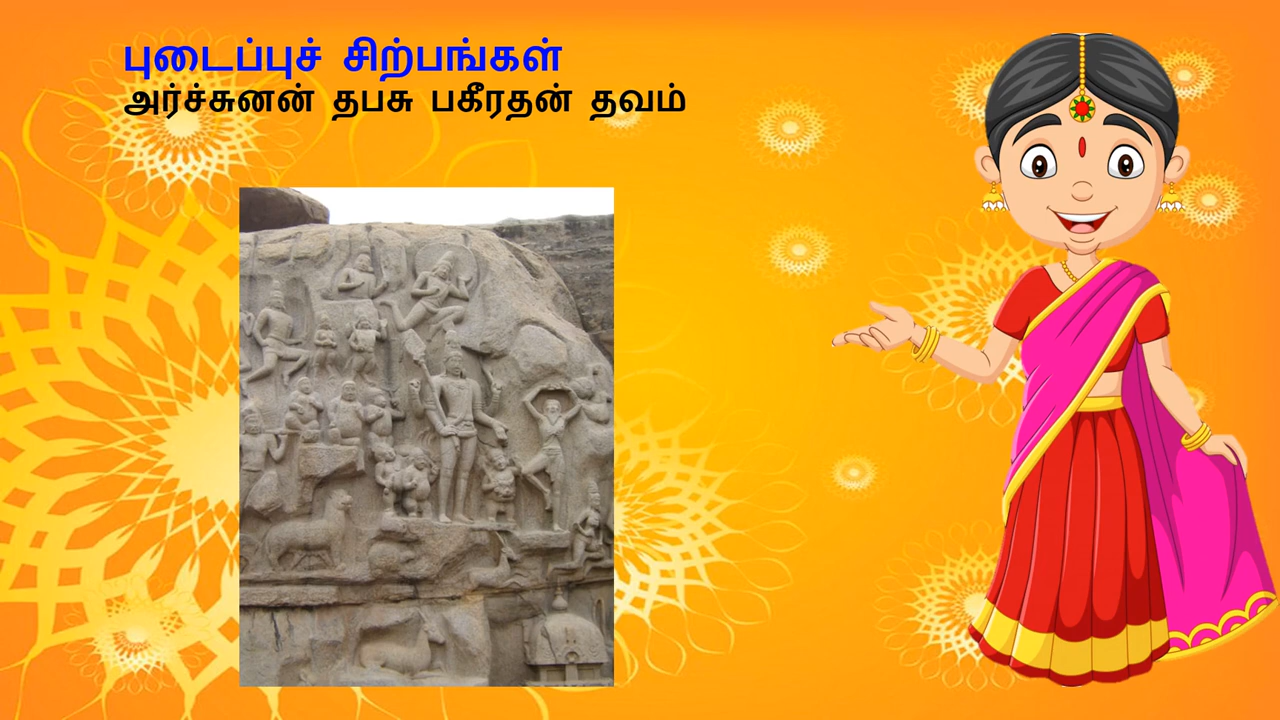 புடைப்புச் சிற்பங்கள்
அர்ச்சுனன் தபசு பகீரதன் தவம்